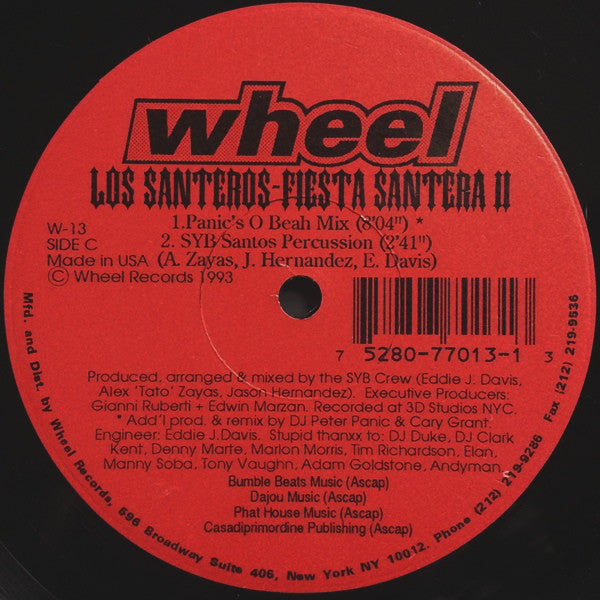 wheel
LOS SANTEROS-FIESTA SANTERA II
1.Panic's O Beah Mix (8'04") *
2. SYB Santos Percussion (2'41")
(A. Zayas, J. Hernandez, E. Davis)
W-13
SIDE C
Made in USA
© Wheel Records 1993
7 5280-77013-1 3
Produced, arranged & mixed by the SYB Crew (Eddie J. Davis,
Alex 'Tato' Zayas, Jason Hernandez). Executive Producers:
Gianni Ruberti + Edwin Marzan. Recorded at 3D Studios NYC.
* Add'l prod. & remix by DJ Peter Panic & Cary Grant.
Engineer: Eddie J.Davis. Stupid thanxx to: DJ Duke, DJ Clark
Kent, Denny Marte, Marlon Morris, Tim Richardson, Elan,
Manny Soba, Tony Vaughn, Adam Goldstone, Andyman.
Bumble Beats Music (Ascap)
Dajou Music (Ascap)
Phat House Music (Ascap)
Casadiprimordine Publishing (Ascap)
Mfd. and Dist. by Wheel Records, 596 Broadway Suite 406, New York NY 10012. Phone (212) 219-9286 Fax (212) 219-9536